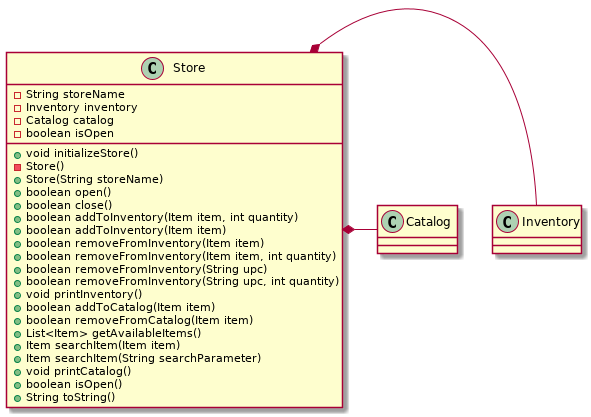 C Store
String storeName
Inventory inventory
Catalog catalog
boolean isOpen
void initializeStore()
Store()
Store(String storeName)
boolean open()
boolean close()
boolean addToInventory(Item item, int quantity)
boolean addToInventory(Item item)
boolean removeFromInventory(Item item)
boolean removeFromInventory(Item item, int quantity)
boolean removeFromInventory(String upc)
boolean removeFromInventory(String upc, int quantity)
void printInventory()
boolean addToCatalog(Item item)
boolean removeFromCatalog(Item item)
List<Item> getAvailableItems()
Item searchItem(Item item)
Item searchItem(String searchParameter)
void printCatalog()
boolean isOpen()
String toString()
C Catalog
C Inventory